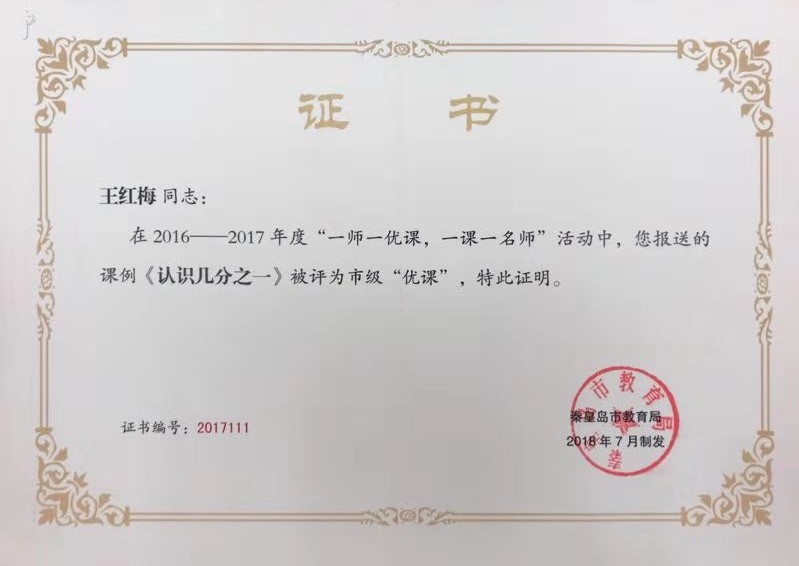 证 书
王红梅 同志：
在 2016——2017 年度“一师一优课，一课一名师”活动中，您报送的
课例《认识几分之一》被评为市级“优课”，特此证明。
证书编号：2017111
秦皇岛市教育局
秦皇岛市教育局
2018 年 7 月制发